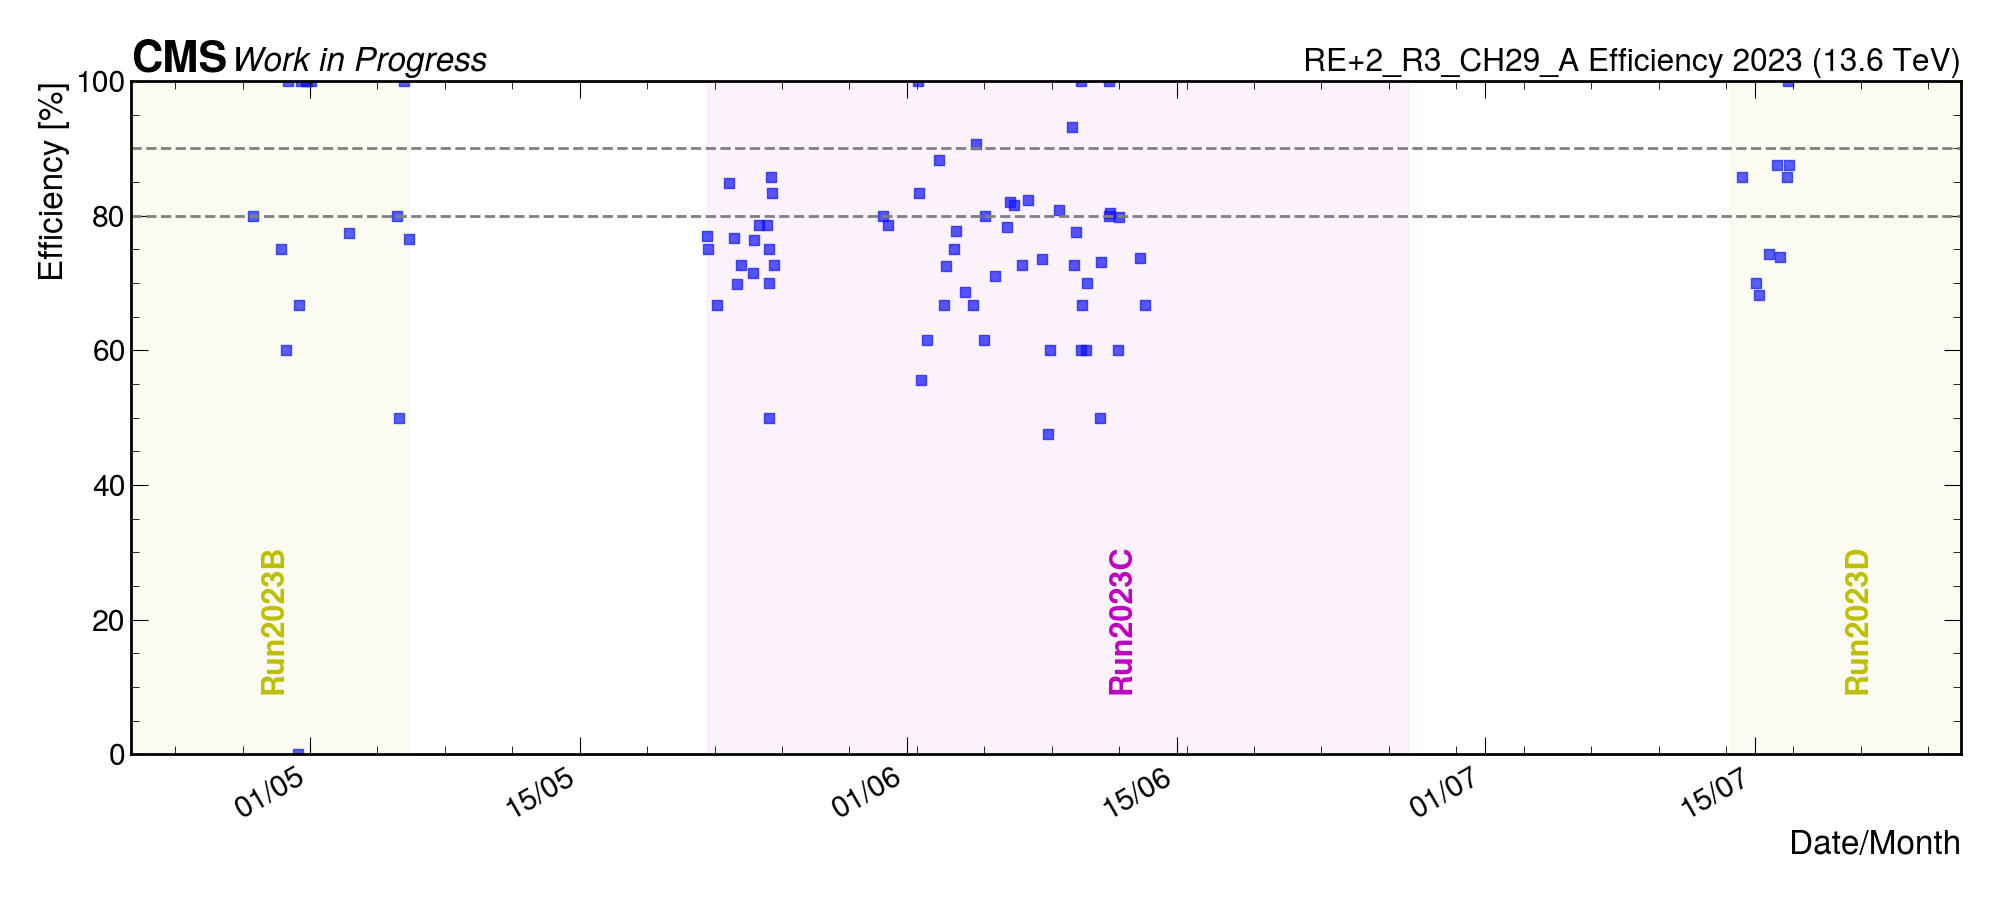 CMS Work in Progress
RE+2_R3_CH29_A Efficiency 2023 (13.6 TeV)
Efficiency [%]
100
80
60
40
20
0
Run2023B
Run2023C
Run2023D
01/05
15/05
01/06
15/06
01/07
15/07
Date/Month